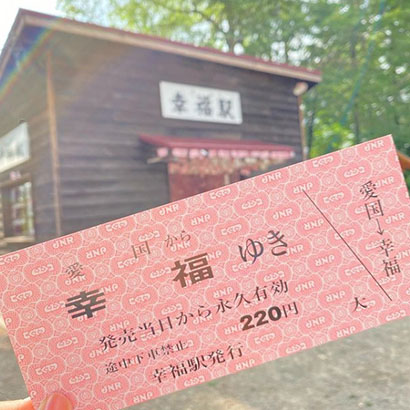 幸福駅
愛国から
幸福ゆき
発売当日から永久有効
220円
途中下車禁止
幸福駅発行
愛国→幸福
大